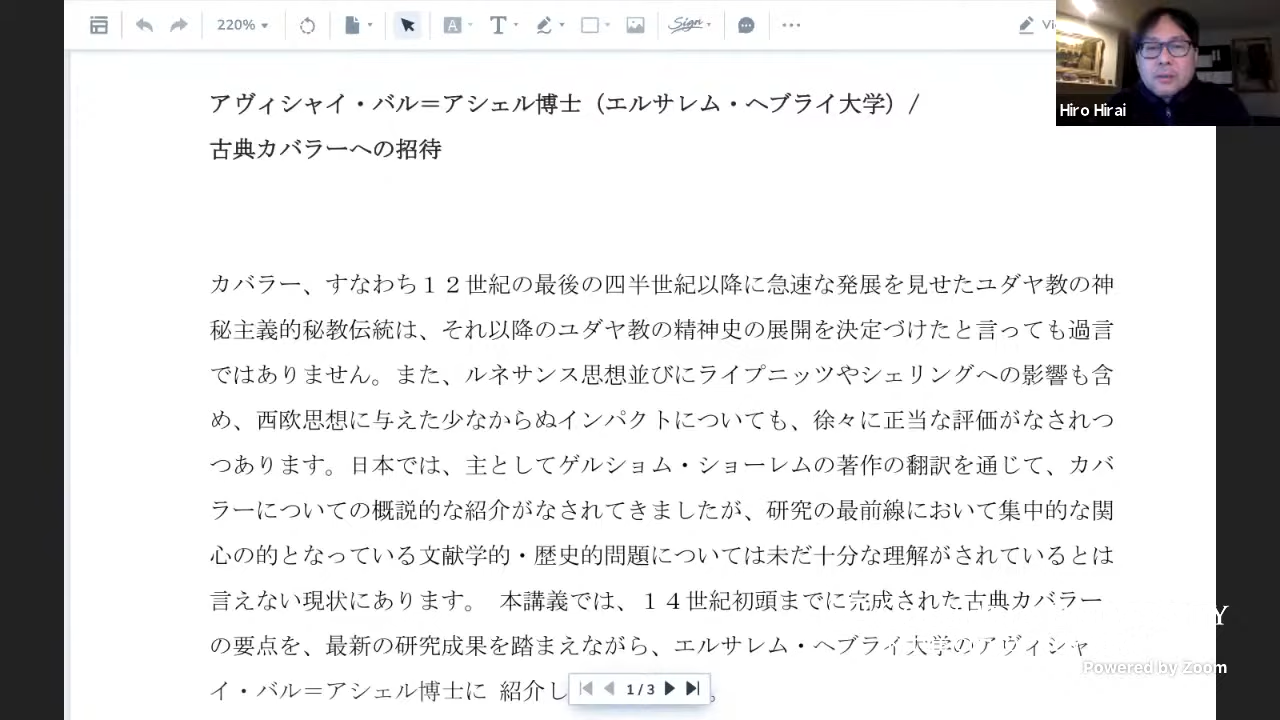 220%
Sign
Vi
Hiro Hirai
アヴィシャイ・バル＝アシェル博士（エルサレム・ヘブライ大学）/
古典カバラーへの招待
カバラー、すなわち１２世紀の最後の四半世紀以降に急速な発展を見せたユダヤ教の神
秘主義的秘教伝統は、それ以降のユダヤ教の精神史の展開を決定づけたと言っても過言
ではありません。また、ルネサンス思想並びにライプニッツやシェリングへの影響も含
め、西欧思想に与えた少なからぬインパクトについても、徐々に正当な評価がなされつ
つあります。日本では、主としてゲルショム・ショーレムの著作の翻訳を通じて、カバ
ラーについての概説的な紹介がなされてきましたが、研究の最前線において集中的な関
心の的となっている文献学的・歴史的問題については未だ十分な理解がされているとは
言えない現状にあります。 本講義では、１４世紀初頭までに完成された古典カバラー
の要点を、最新の研究成果を踏まえながら、エルサレム・ヘブライ大学のアヴィシャ
イ・バル＝アシェル博士に 紹介し
1/3
Y
Powered by Zoom